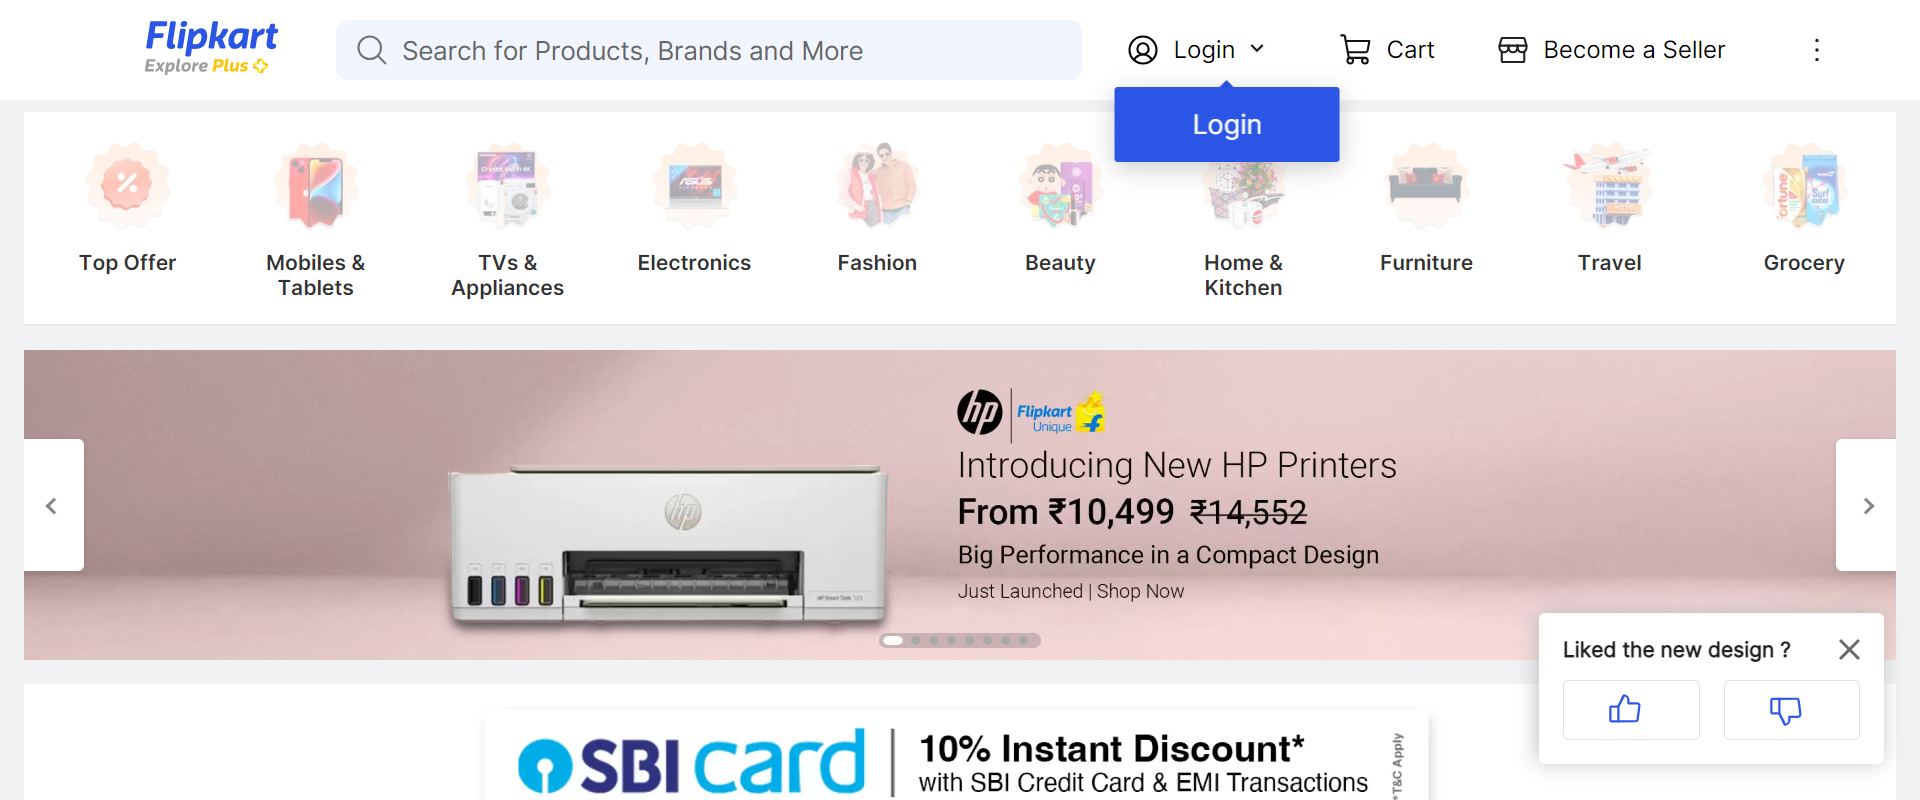 Flipkart
Explore Plus
Search for Products, Brands and More
Login
Cart
Become a Seller
Login
Top Offer
Mobiles & Tablets
TVs & Appliances
Electronics
Fashion
Beauty
Home & Kitchen
Furniture
Travel
Grocery
hp
Flipkart
Unique
Introducing New HP Printers
From ₹10,499 ₹14,552
Big Performance in a Compact Design
Just Launched | Shop Now
hp
Liked the new design ?
SBI card
10% Instant Discount*
with SBI Credit Card & EMI Transactions
*T&C Apply